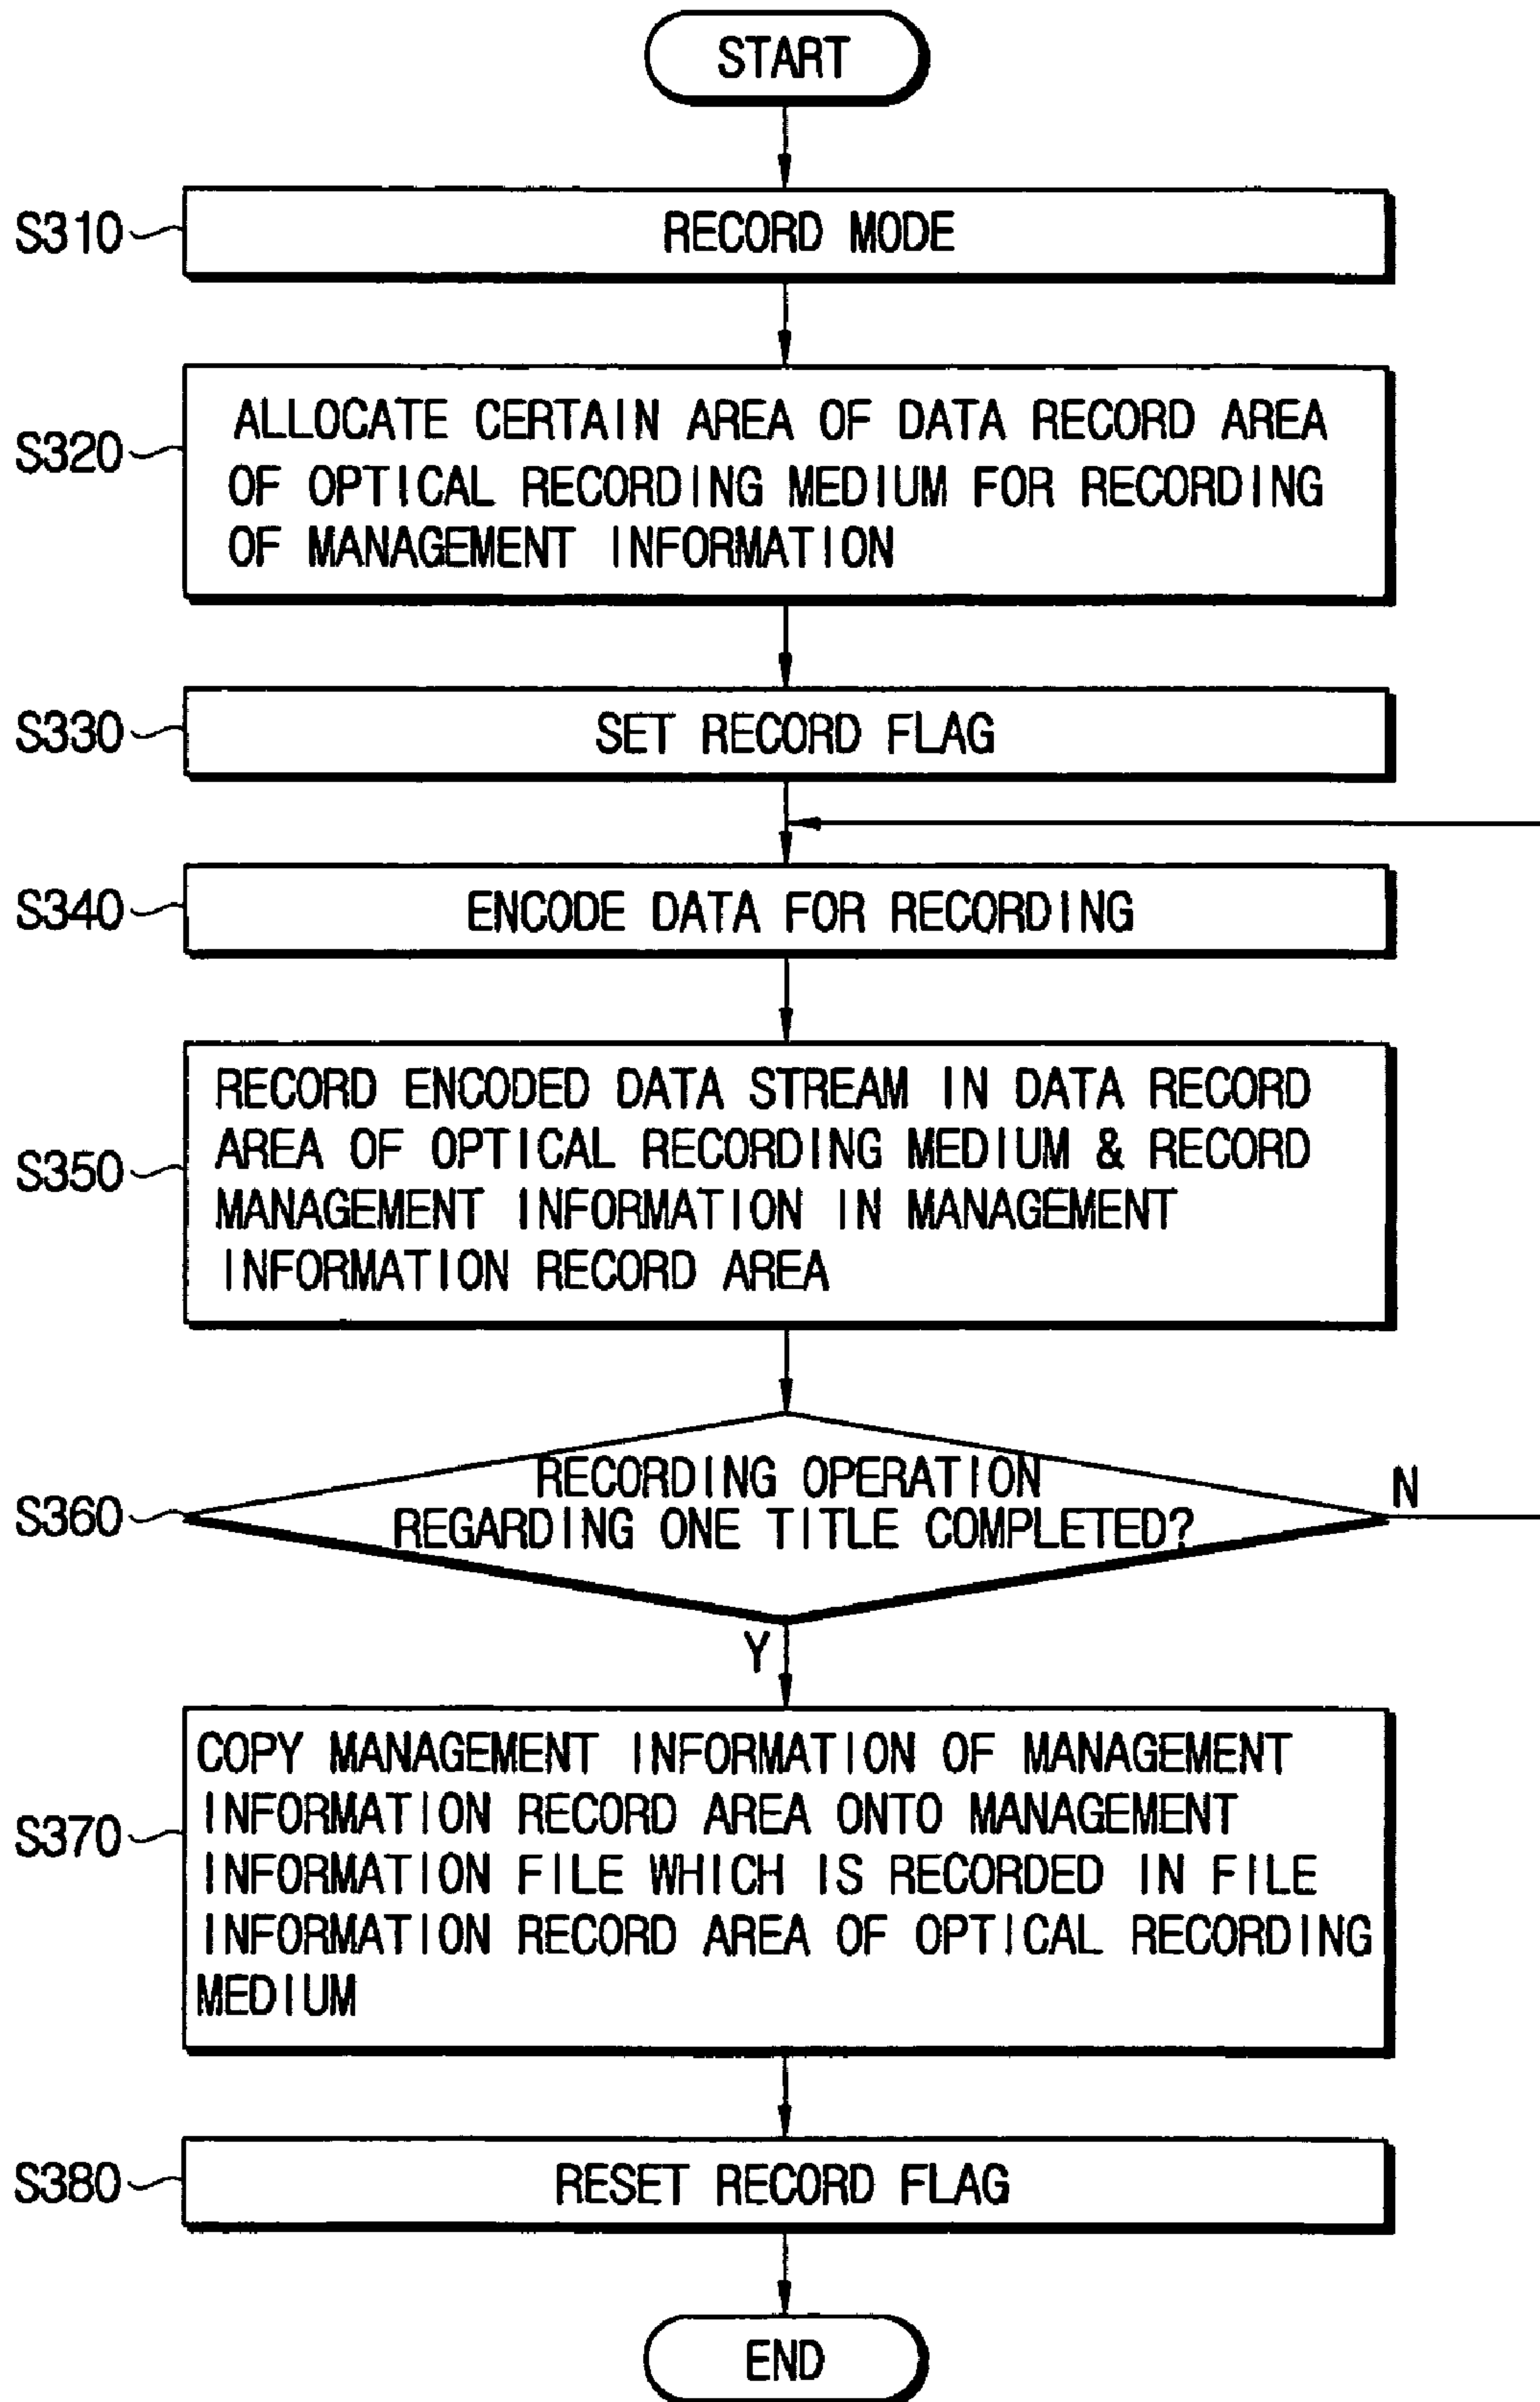 START
S310
RECORD MODE
S320
ALLOCATE CERTAIN AREA OF DATA RECORD AREA
OF OPTICAL RECORDING MEDIUM FOR RECORDING
OF MANAGEMENT INFORMATION
S330
SET RECORD FLAG
S340
ENCODE DATA FOR RECORDING
S350
RECORD ENCODED DATA STREAM IN DATA RECORD
AREA OF OPTICAL RECORDING MEDIUM & RECORD
MANAGEMENT INFORMATION IN MANAGEMENT
INFORMATION RECORD AREA
S360
RECORDING OPERATION
REGARDING ONE TITLE COMPLETED?
N
Y
S370
COPY MANAGEMENT INFORMATION OF MANAGEMENT
INFORMATION RECORD AREA ONTO MANAGEMENT
INFORMATION FILE WHICH IS RECORDED IN FILE
INFORMATION RECORD AREA OF OPTICAL RECORDING
MEDIUM
S380
RESET RECORD FLAG
END